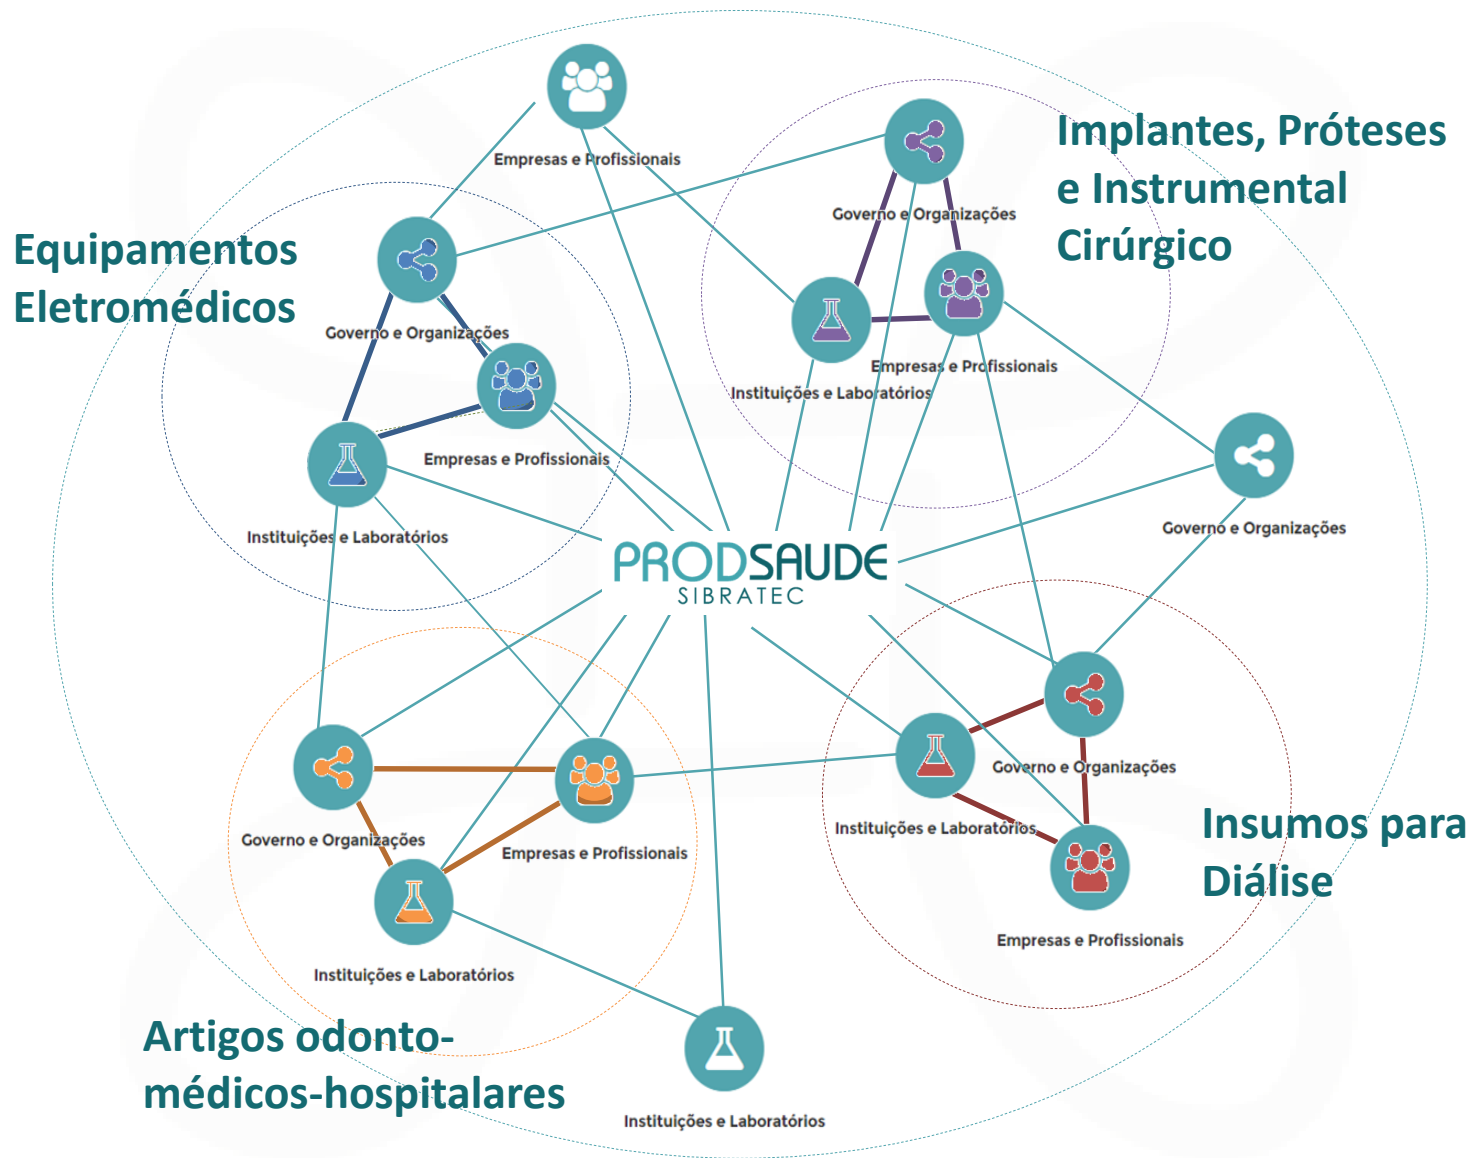 Empresas e Profissionais
Implantes, Próteses
e Instrumental
Cirúrgico
Governo e Organizações
Empresas e Profissionais
Instituições e Laboratórios
Equipamentos
Eletromédicos
Governo e Organizações
Empresas e Profissionais
Instituições e Laboratórios
Governo e Organizações
PRODSAUDE
SIBRATEC
Governo e Organizações
Empresas e Profissionais
Instituições e Laboratórios
Artigos odonto-
médicos-hospitalares
Governo e Organizações
Instituições e Laboratórios
Empresas e Profissionais
Insumos para
Diálise
Instituições e Laboratórios